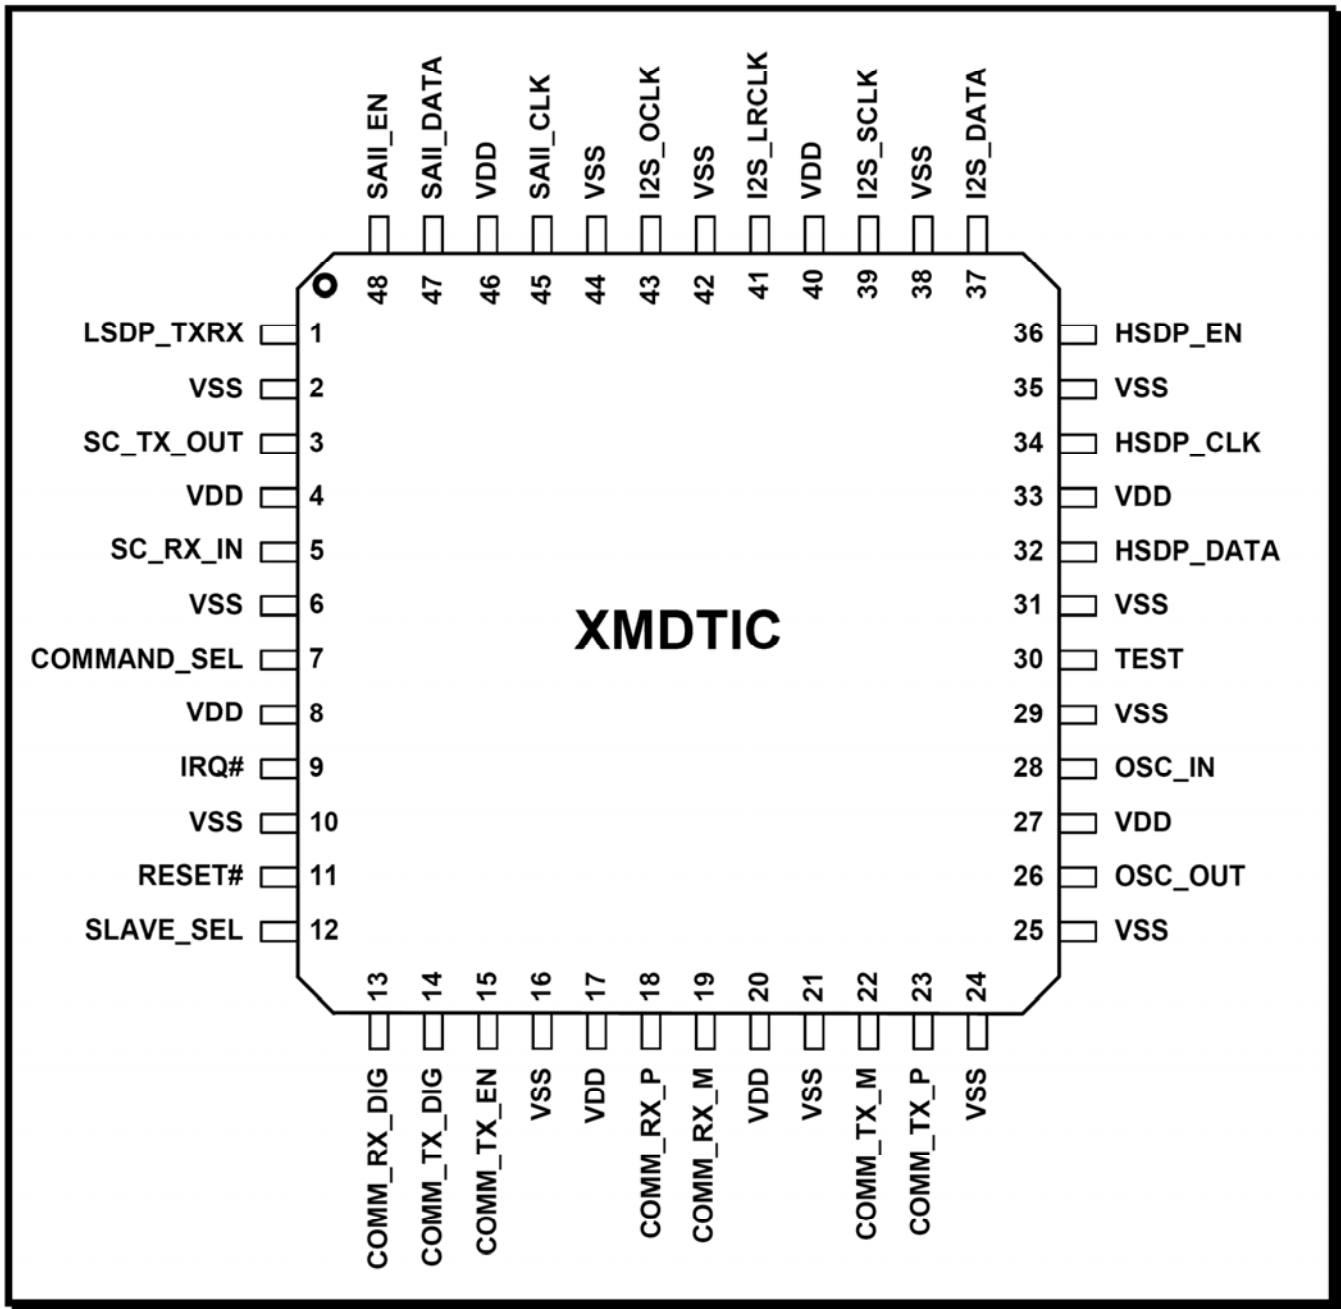 SAII_EN
SAII_DATA
VDD
SAII_CLK
VSS
I2S_OCLK
VSS
I2S_LRCLK
VDD
I2S_SCLK
VSS
I2S_DATA
48 47 46 45 44 43 42 41 40 39 38 37
LSDP_TXRX 1
36 HSDP_EN
VSS 2
35 VSS
SC_TX_OUT 3
34 HSDP_CLK
VDD 4
33 VDD
SC_RX_IN 5
32 HSDP_DATA
VSS 6
31 VSS
XMDTIC
COMMAND_SEL 7
30 TEST
VDD 8
29 VSS
IRQ# 9
28 OSC_IN
VSS 10
27 VDD
RESET# 11
26 OSC_OUT
SLAVE_SEL 12
25 VSS
13 14 15 16 17 18 19 20 21 22 23 24
COMM_RX_DIG
COMM_TX_DIG
COMM_TX_EN
VSS
VDD
COMM_RX_P
COMM_RX_M
VDD
VSS
COMM_TX_M
COMM_TX_P
VSS